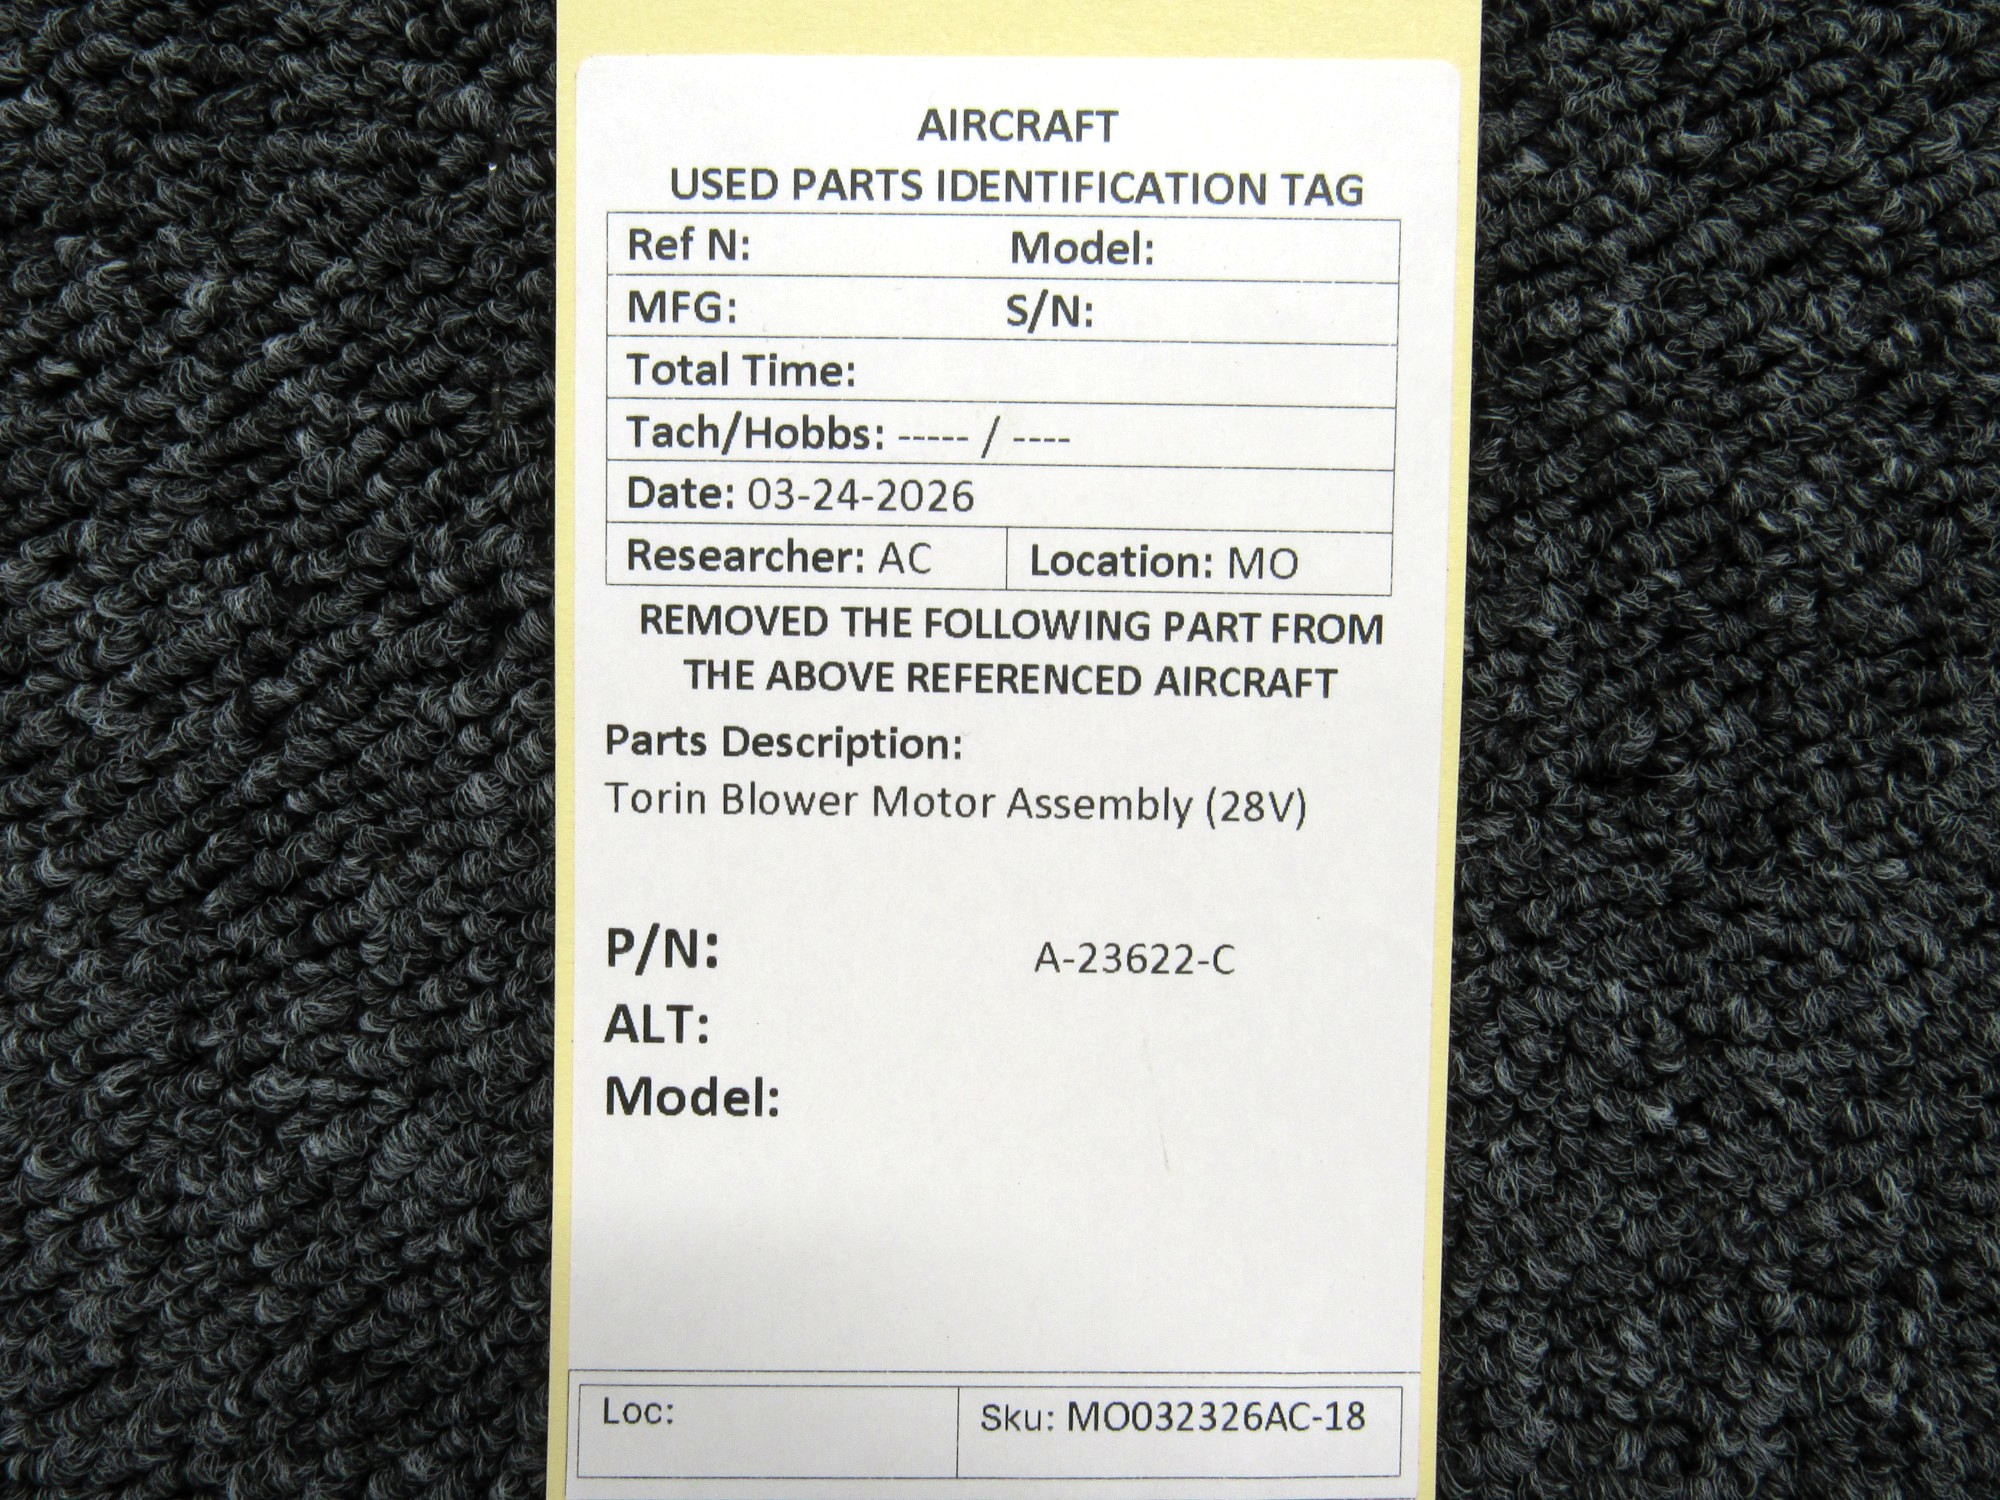 AIRCRAFT
USED PARTS IDENTIFICATION TAG
Ref N: Model:
MFG: S/N:
Total Time:
Tach/Hobbs: ----- / ----
Date: 03-24-2026
Researcher: AC Location: MO
REMOVED THE FOLLOWING PART FROM
THE ABOVE REFERENCED AIRCRAFT
Parts Description:
Torin Blower Motor Assembly (28V)
P/N: A-23622-C
ALT:
Model:
Loc: Sku: MO032326AC-18